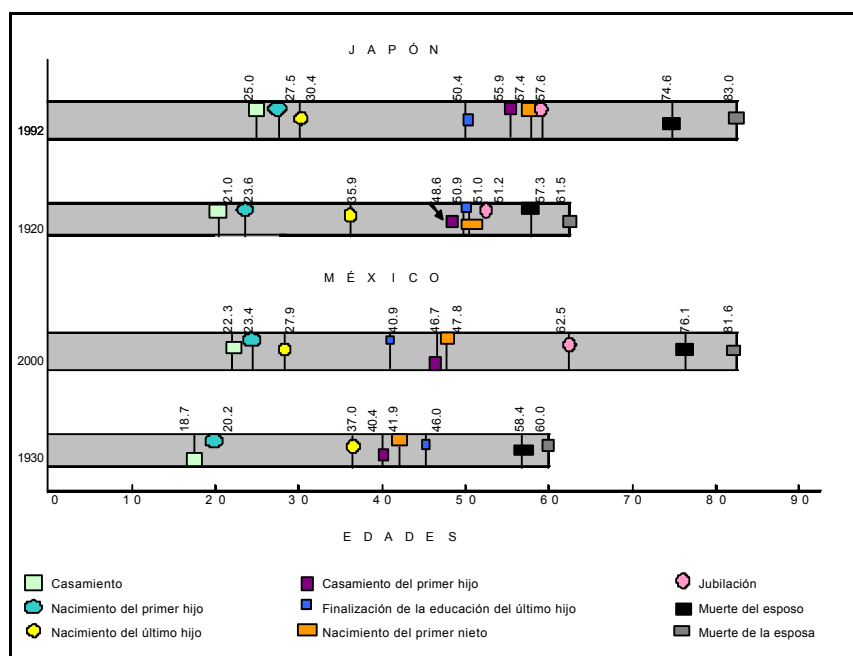 J A P Ó N
25.0 27.5 30.4 50.4 55.9 57.4 57.6 74.6 83.0
1992
21.0 23.6 35.9 48.6 50.9 51.0 51.2 57.3 61.5
1920
M É X I C O
22.3 23.4 27.9 40.9 46.7 47.8 62.5 76.1 81.6
2000
18.7 20.2 37.0 40.4 41.9 46.0 58.4 60.0
1930
0 10 20 30 40 50 60 70 80 90
E D A D E S
Casamiento Casamiento del primer hijo Jubilación
Nacimiento del primer hijo Finalización de la educación del último hijo Muerte del esposo
Nacimiento del último hijo Nacimiento del primer nieto Muerte de la esposa